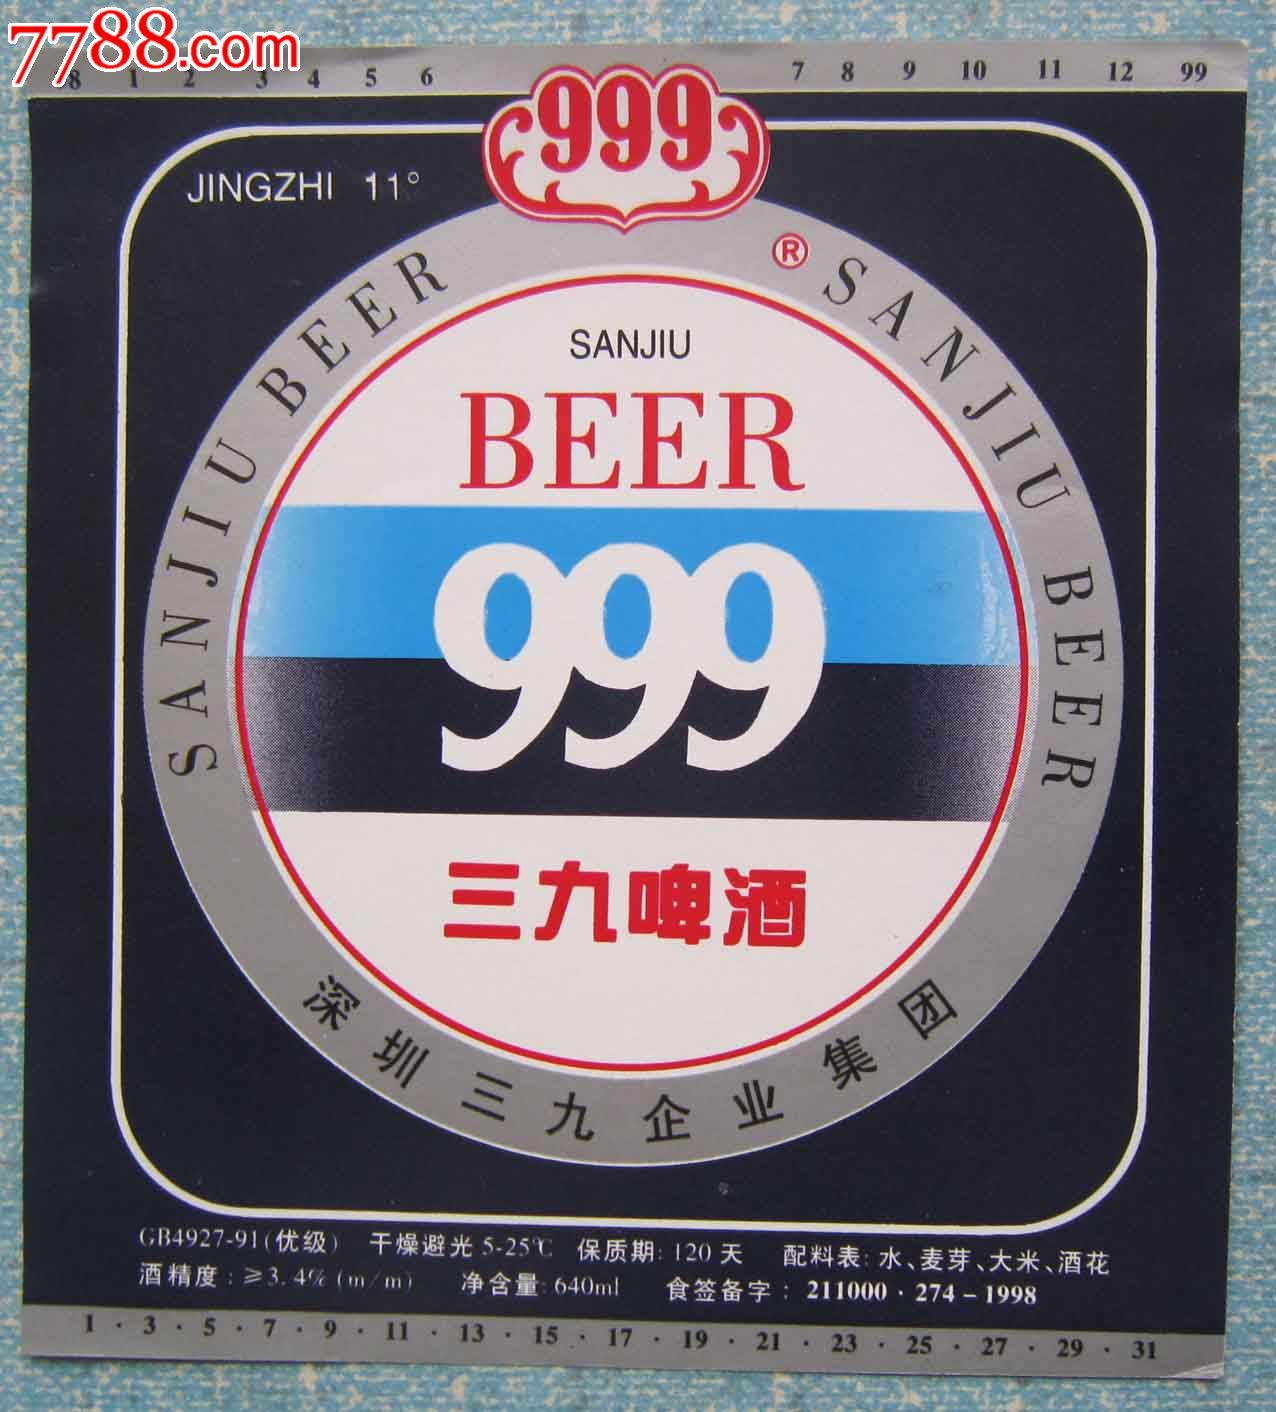 7788.com
8 1 2 3 4 5 6 7 8 9 10 11 12 99
999
JINGZHI 11°
®
SANJIU BEER
SANJIU BEER
SANJIU
BEER
999
三九啤酒
深圳三九企业集团
GB4927-91(优级) 干燥避光 5-25℃ 保质期: 120 天 配料表: 水、麦芽、大米、酒花
酒精度: ≥3.4% (m/m) 净含量: 640ml 食签备字: 211000·274-1998
1 · 3 · 5 · 7 · 9 · 11 · 13 · 15 · 17 · 19 · 21 · 23 · 25 · 27 · 29 · 31